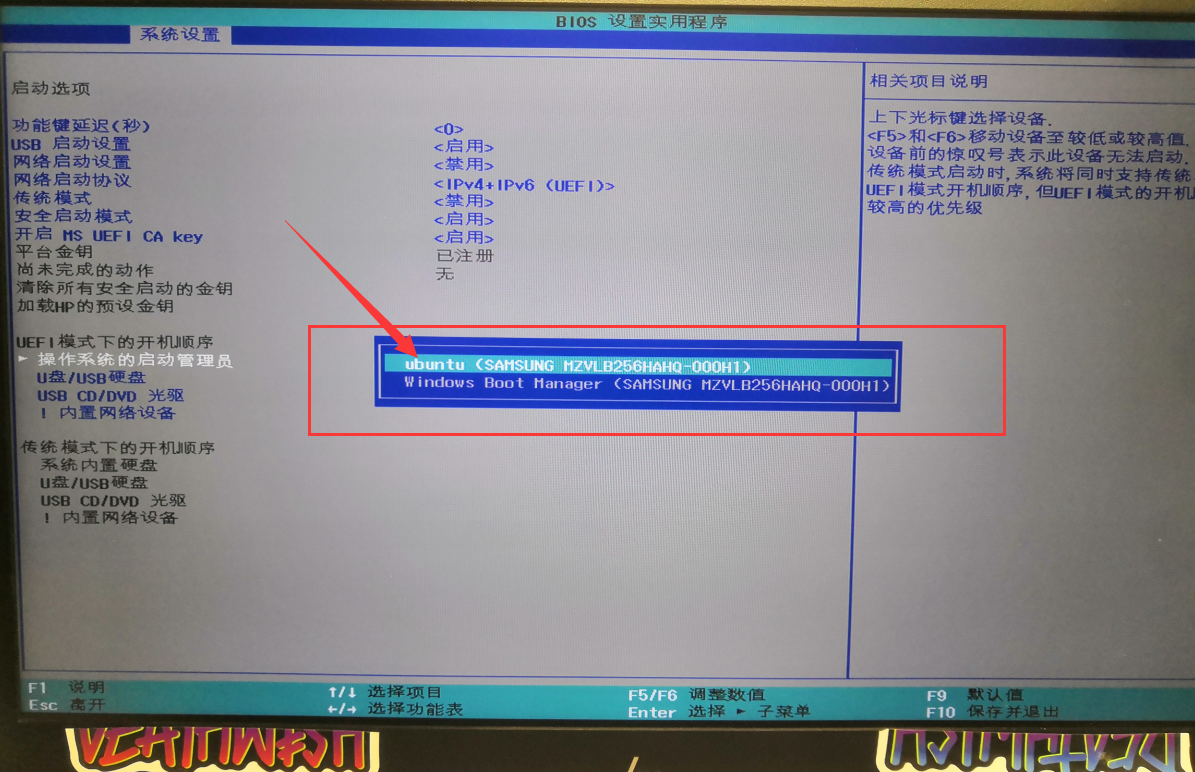 BIOS 设置实用程序
系统设置
启动选项
功能键延迟(秒) <0>
USB 启动设置 <启用>
网络启动设置 <禁用>
网络启动协议 <IPv4+IPv6 (UEFI)>
传统模式 <禁用>
安全启动模式 <启用>
开启 MS UEFI CA key <启用>
平台金钥 已注册
尚未完成的动作 无
清除所有安全启动的金钥
加载HP的预设金钥
UEFI模式下的开机顺序
► 操作系统的启动管理员
U盘/USB硬盘
USB CD/DVD 光驱
! 内置网络设备
传统模式下的开机顺序
系统内置硬盘
U盘/USB硬盘
USB CD/DVD 光驱
! 内置网络设备
ubuntu (SAMSUNG MZVLB256HAHQ-000H1)
Windows Boot Manager (SAMSUNG MZVLB256HAHQ-000H1)
相关项目说明
上下光标键选择设备.
<F5>和<F6>移动设备至较低或较高值.
设备前的惊叹号表示此设备无法启动.
传统模式启动时,系统将同时支持传统
UEFI模式开机顺序,但UEFI模式的开机
较高的优先级
F1 说明 ↑/↓ 选择项目 F5/F6 调整数值 F9 默认值
Esc 离开 ←/→ 选择功能表 Enter 选择 ► 子菜单 F10 保存并退出